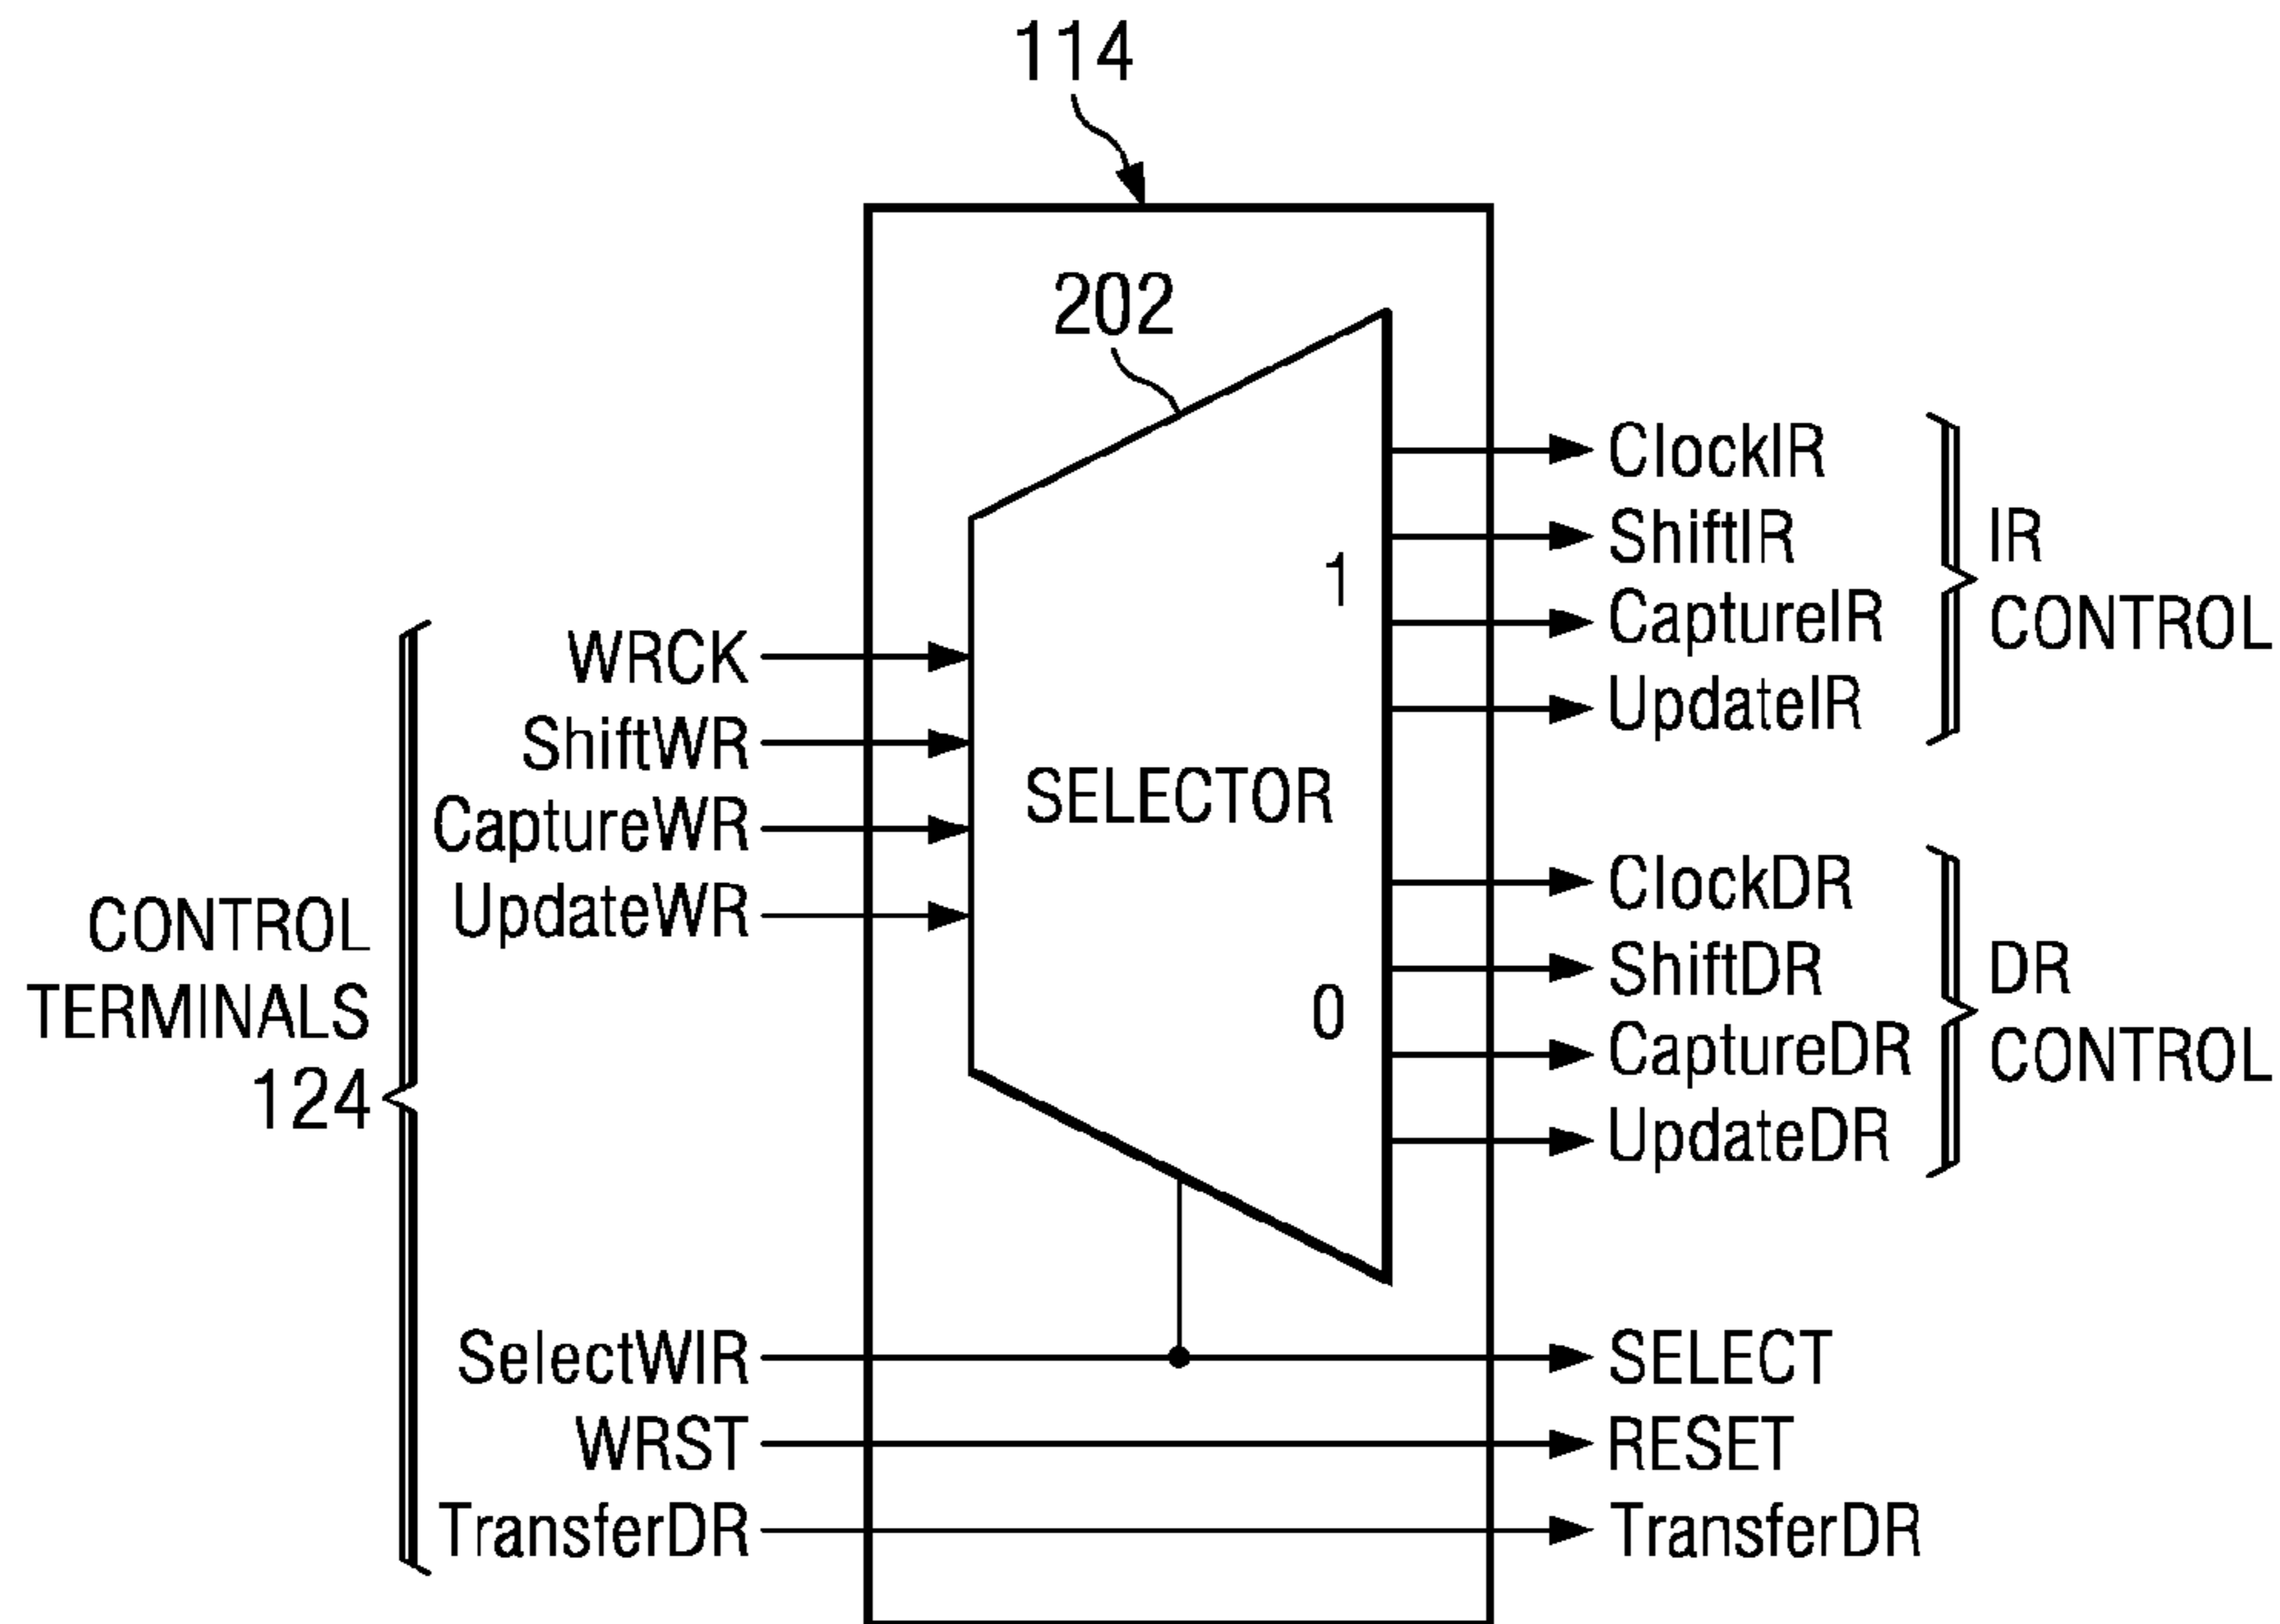 114
202
WRCK
ShiftWR
CaptureWR
UpdateWR
CONTROL
TERMINALS
124
SelectWIR
WRST
TransferDR
1
SELECTOR
0
ClockIR
ShiftIR
CaptureIR
UpdateIR
IR
CONTROL
ClockDR
ShiftDR
CaptureDR
UpdateDR
DR
CONTROL
SELECT
RESET
TransferDR